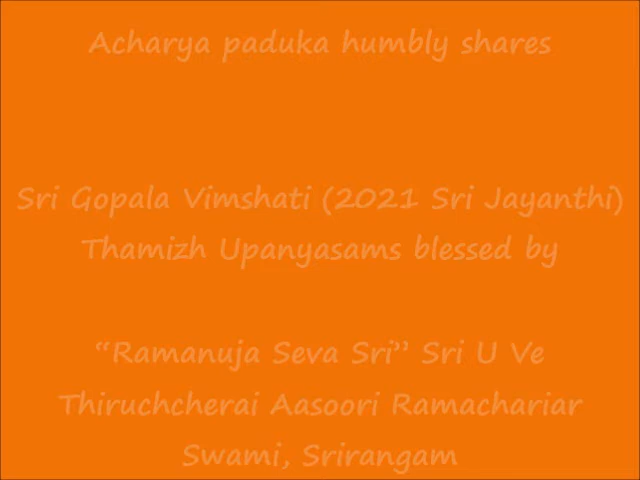 Acharya paduka humbly shares
Sri Gopala Vimshati (2021 Sri Jayanthi)
Thamizh Upanyasams blessed by
“Ramanuja Seva Sri” Sri U Ve
Thiruchcherai Aasoori Ramachariar
Swami, Srirangam